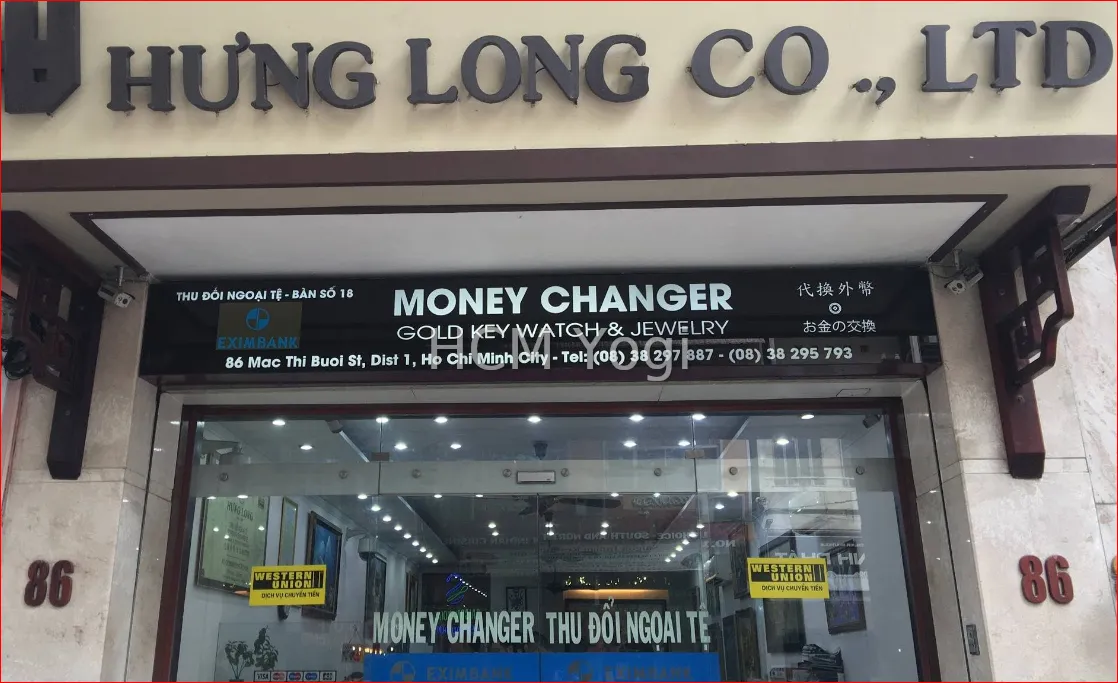 HƯNG LONG CO ., LTD
THU ĐỔI NGOẠI TỆ - BÀN SỐ 18
EXIMBANK
MONEY CHANGER
GOLD KEY WATCH & JEWELRY
代換外幣
お金の交換
86 Mac Thi Buoi St, Dist 1, Ho Chi Minh City - Tel: (08) 38 297 887 - (08) 38 295 793
HCM Yogi
86
86
WESTERN UNION
DỊCH VỤ CHUYỂN TIỀN
WESTERN UNION
DỊCH VỤ CHUYỂN TIỀN
MONEY CHANGER THU ĐỔI NGOẠI TỆ
EXIMBANK
VISA